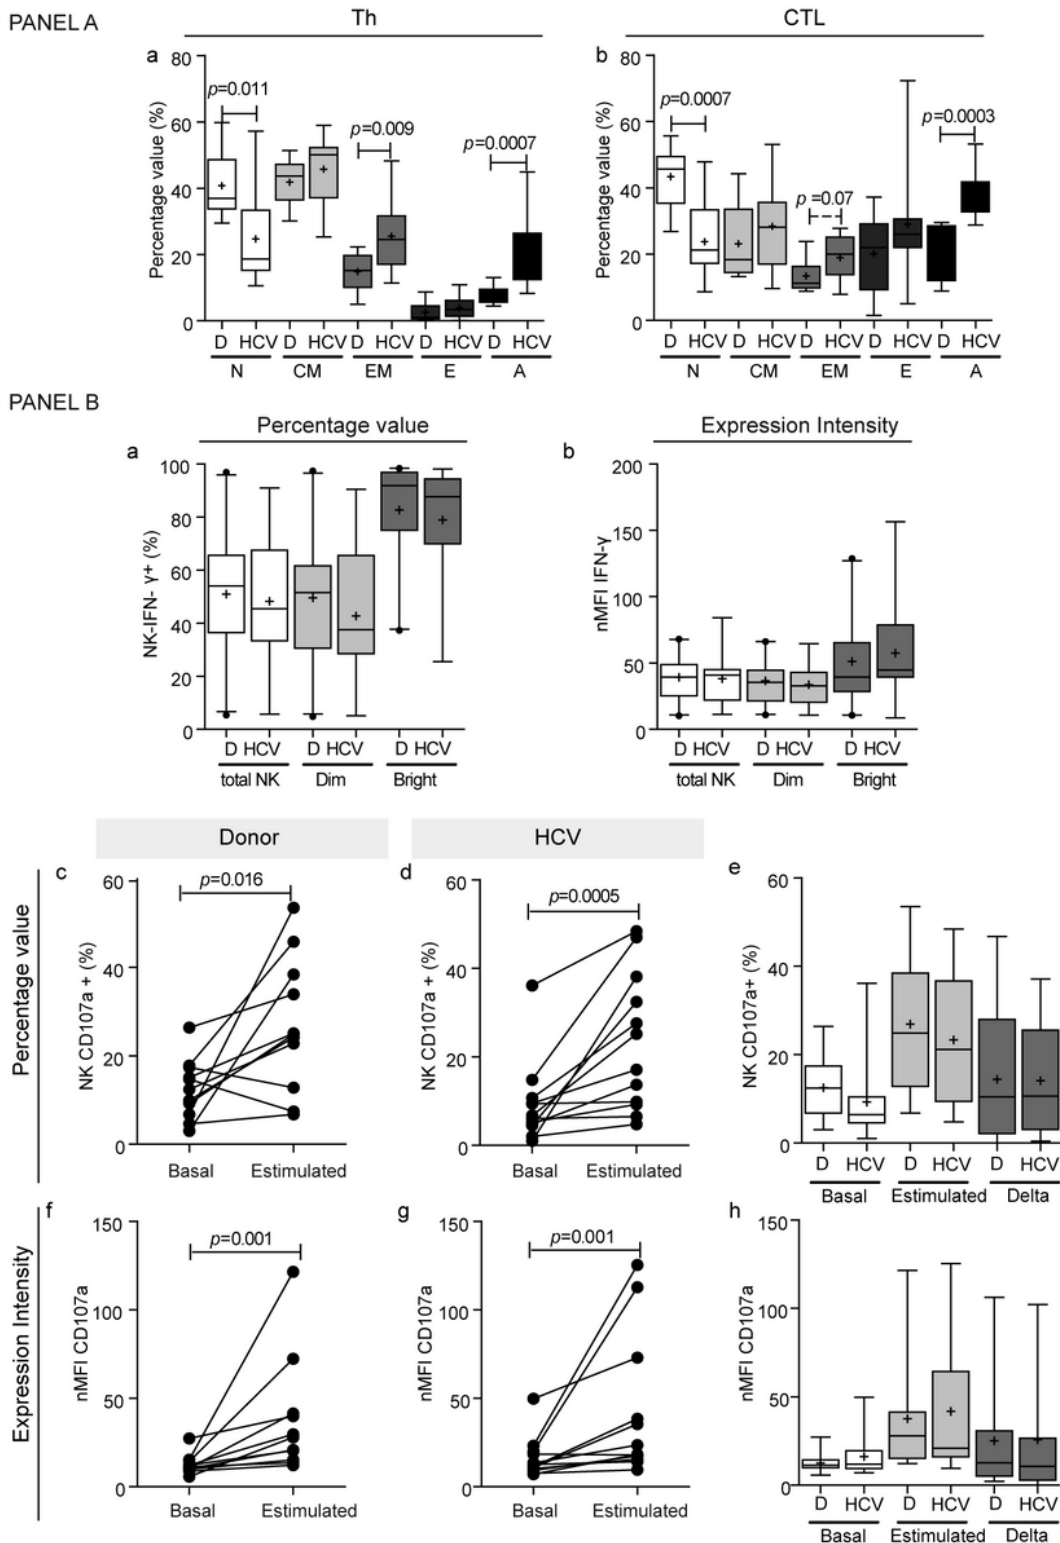 PANEL A
Th
CTL
a
b
Percentage value (%)
80
60
40
20
0
p=0.011
p=0.009
p=0.0007
D HCV D HCV D HCV D HCV D HCV
N CM EM E A
Percentage value (%)
80
60
40
20
0
p=0.0007
p=0.07
p=0.0003
D HCV D HCV D HCV D HCV D HCV
N CM EM E A
PANEL B
Percentage value
Expression Intensity
a
b
NK-IFN- γ+ (%)
100
80
60
40
20
0
D HCV D HCV D HCV
total NK Dim Bright
nMFI IFN-γ
200
150
100
50
0
D HCV D HCV D HCV
total NK Dim Bright
Donor
HCV
Percentage value
c
NK CD107a + (%)
60
40
20
0
p=0.016
Basal Estimulated
d
NK CD107a + (%)
60
40
20
0
p=0.0005
Basal Estimulated
e
NK CD107a+ (%)
60
40
20
0
D HCV D HCV D HCV
Basal Estimulated Delta
Expression Intensity
f
nMFI CD107a
150
100
50
0
p=0.001
Basal Estimulated
g
nMFI CD107a
150
100
50
0
p=0.001
Basal Estimulated
h
nMFI CD107a
150
100
50
0
D HCV D HCV D HCV
Basal Estimulated Delta